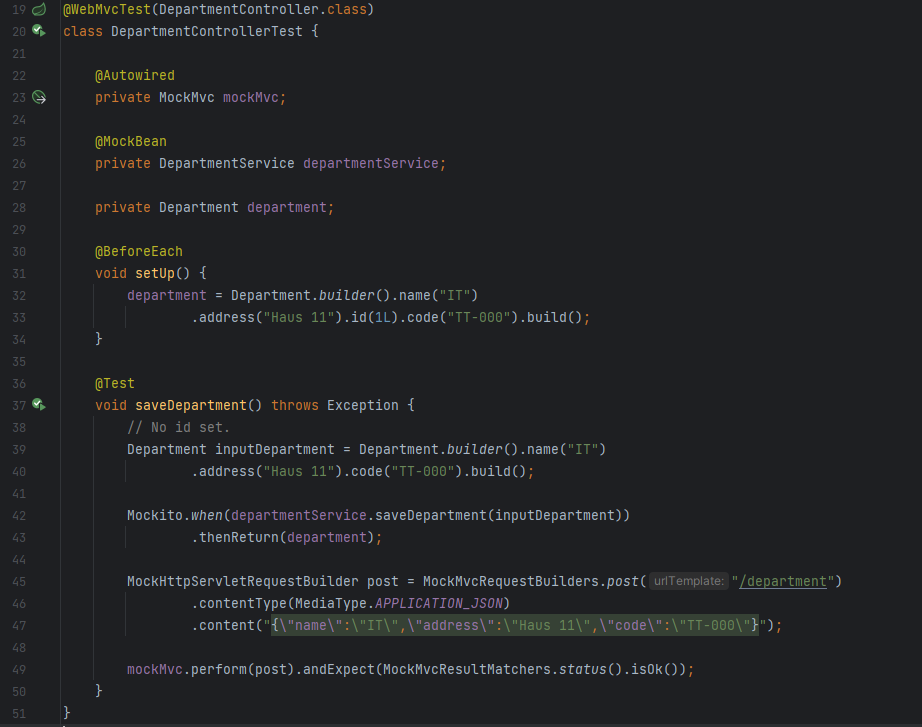 19 @WebMvcTest(DepartmentController.class)
20 class DepartmentControllerTest {
21
22 @Autowired
23 private MockMvc mockMvc;
24
25 @MockBean
26 private DepartmentService departmentService;
27
28 private Department department;
29
30 @BeforeEach
31 void setUp() {
32 department = Department.builder().name("IT")
33 .address("Haus 11").id(1L).code("TT-000").build();
34 }
35
36 @Test
37 void saveDepartment() throws Exception {
38 // No id set.
39 Department inputDepartment = Department.builder().name("IT")
40 .address("Haus 11").code("TT-000").build();
41
42 Mockito.when(departmentService.saveDepartment(inputDepartment))
43 .thenReturn(department);
44
45 MockHttpServletRequestBuilder post = MockMvcRequestBuilders.post( urlTemplate: "/department")
46 .contentType(MediaType.APPLICATION_JSON)
47 .content("{\"name\":\"IT\",\"address\":\"Haus 11\",\"code\":\"TT-000\"}");
48
49 mockMvc.perform(post).andExpect(MockMvcResultMatchers.status().isOk());
50 }
51 }